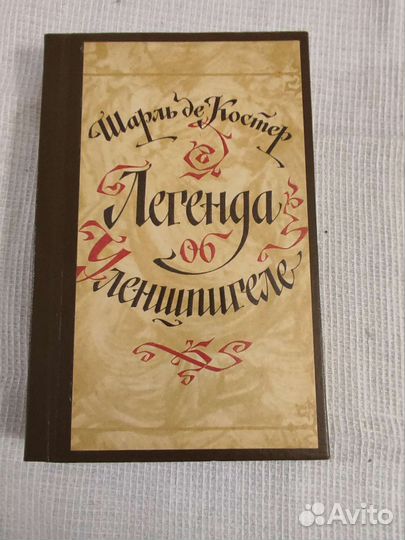 Шарль де Костер
Легенда
об
Уленшпигеле
Avito